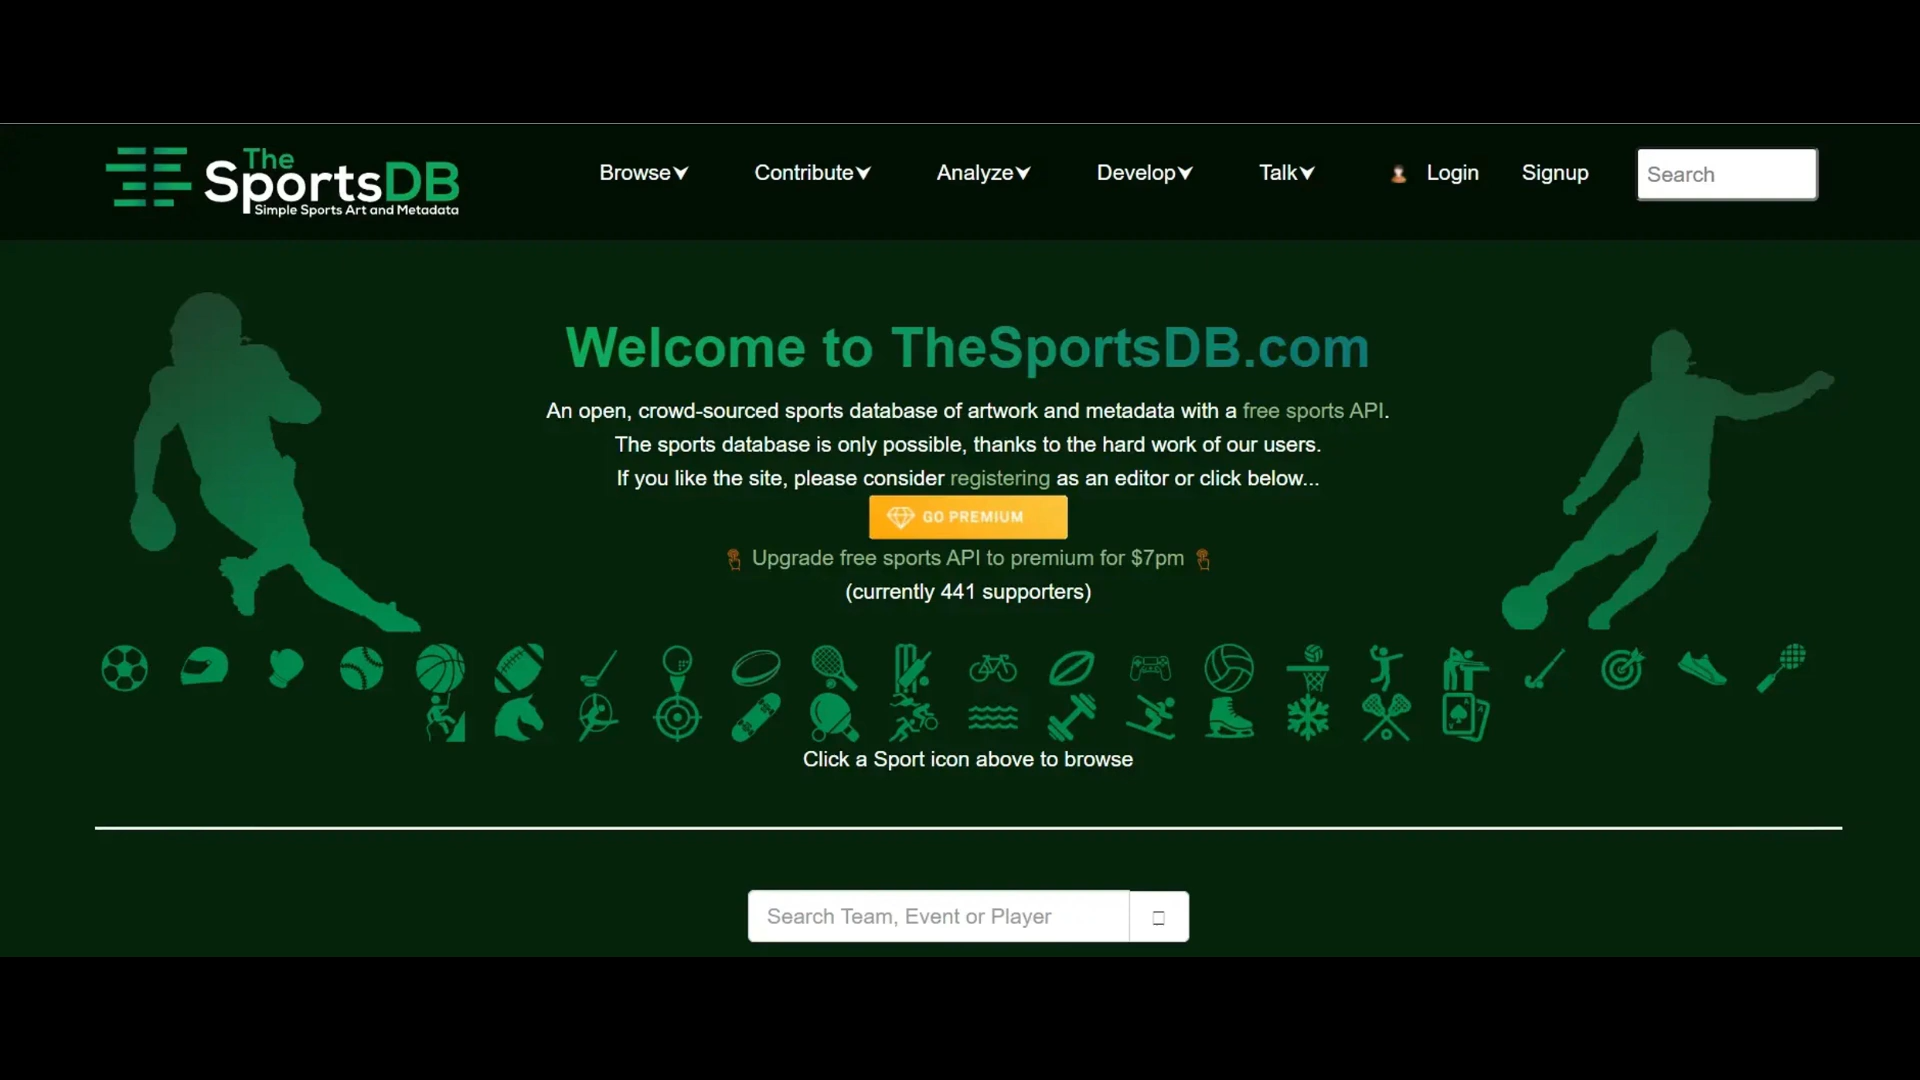 The
SportsDB
Simple Sports Art and Metadata
Browse
Contribute
Analyze
Develop
Talk
Login
Signup
Search
Welcome to TheSportsDB.com
An open, crowd-sourced sports database of artwork and metadata with a free sports API.
The sports database is only possible, thanks to the hard work of our users.
If you like the site, please consider registering as an editor or click below...
GO PREMIUM
Upgrade free sports API to premium for $7pm
(currently 441 supporters)
Click a Sport icon above to browse
Search Team, Event or Player